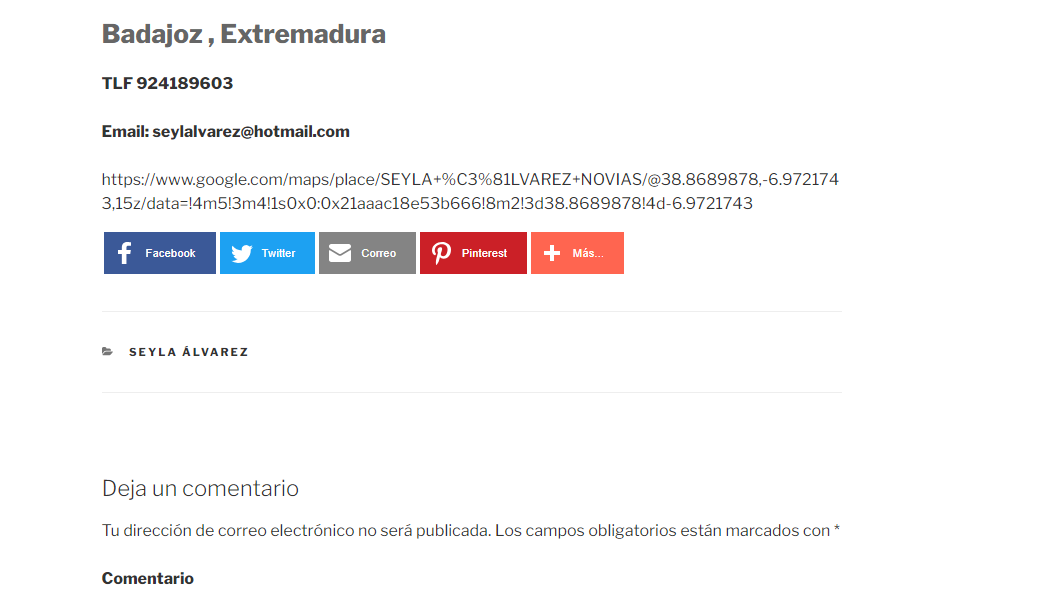 Badajoz , Extremadura
TLF 924189603
Email: seylalvarez@hotmail.com
https://www.google.com/maps/place/SEYLA+%C3%81LVAREZ+NOVIAS/@38.8689878,-6.972174
3,15z/data=!4m5!3m4!1s0x0:0x21aaac18e53b666!8m2!3d38.8689878!4d-6.9721743
Facebook Twitter Correo Pinterest Más...
SEYLA ÁLVAREZ
Deja un comentario
Tu dirección de correo electrónico no será publicada. Los campos obligatorios están marcados con *
Comentario